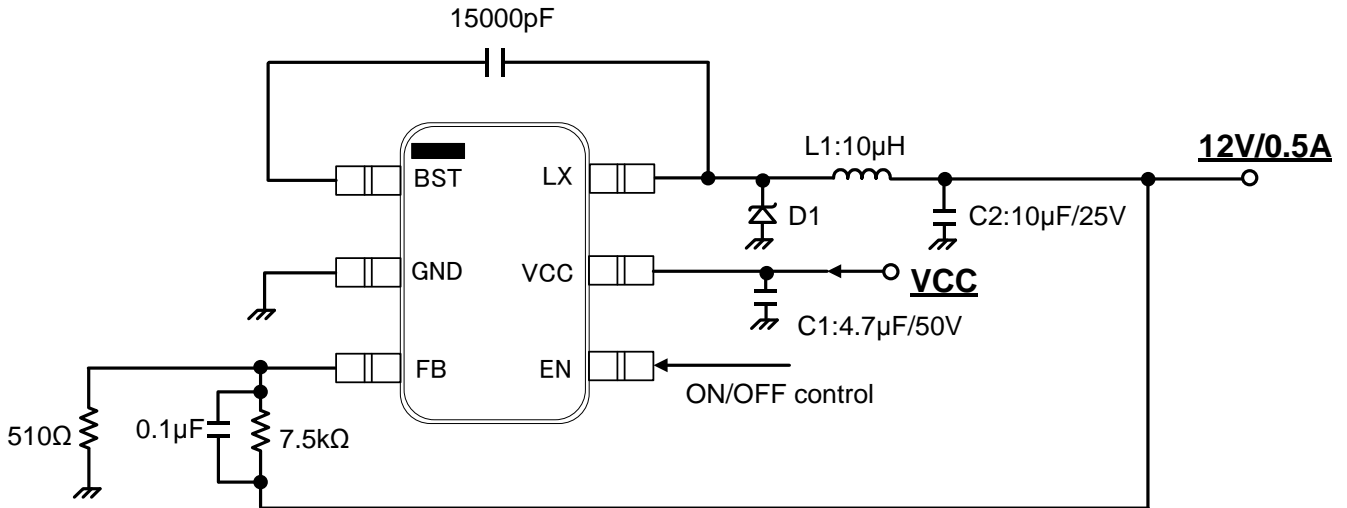 15000pF
L1:10µH
12V/0.5A
BST
LX
D1
C2:10µF/25V
GND
VCC
VCC
C1:4.7µF/50V
FB
EN
ON/OFF control
510Ω
0.1µF
7.5kΩ